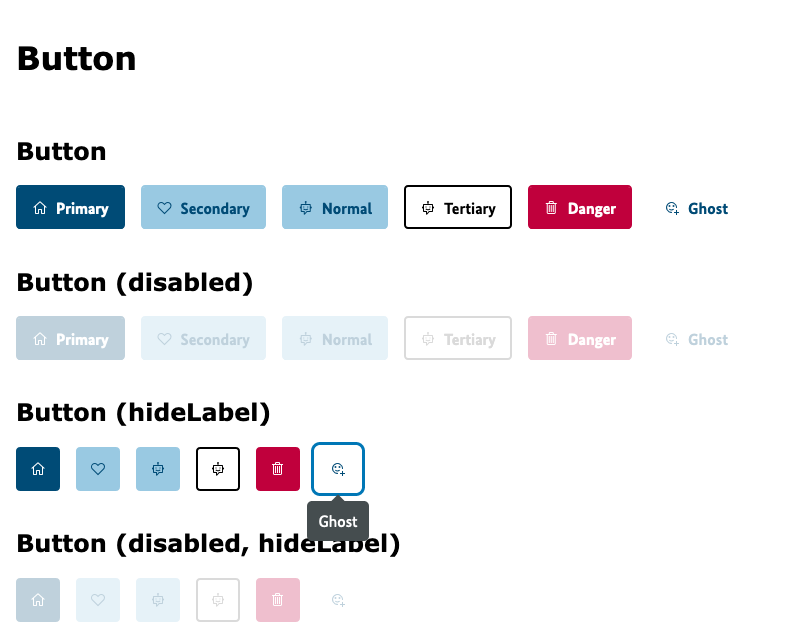 Button
Button
Primary Secondary Normal Tertiary Danger Ghost
Button (disabled)
Primary Secondary Normal Tertiary Danger Ghost
Button (hideLabel)
Ghost
Button (disabled, hideLabel)